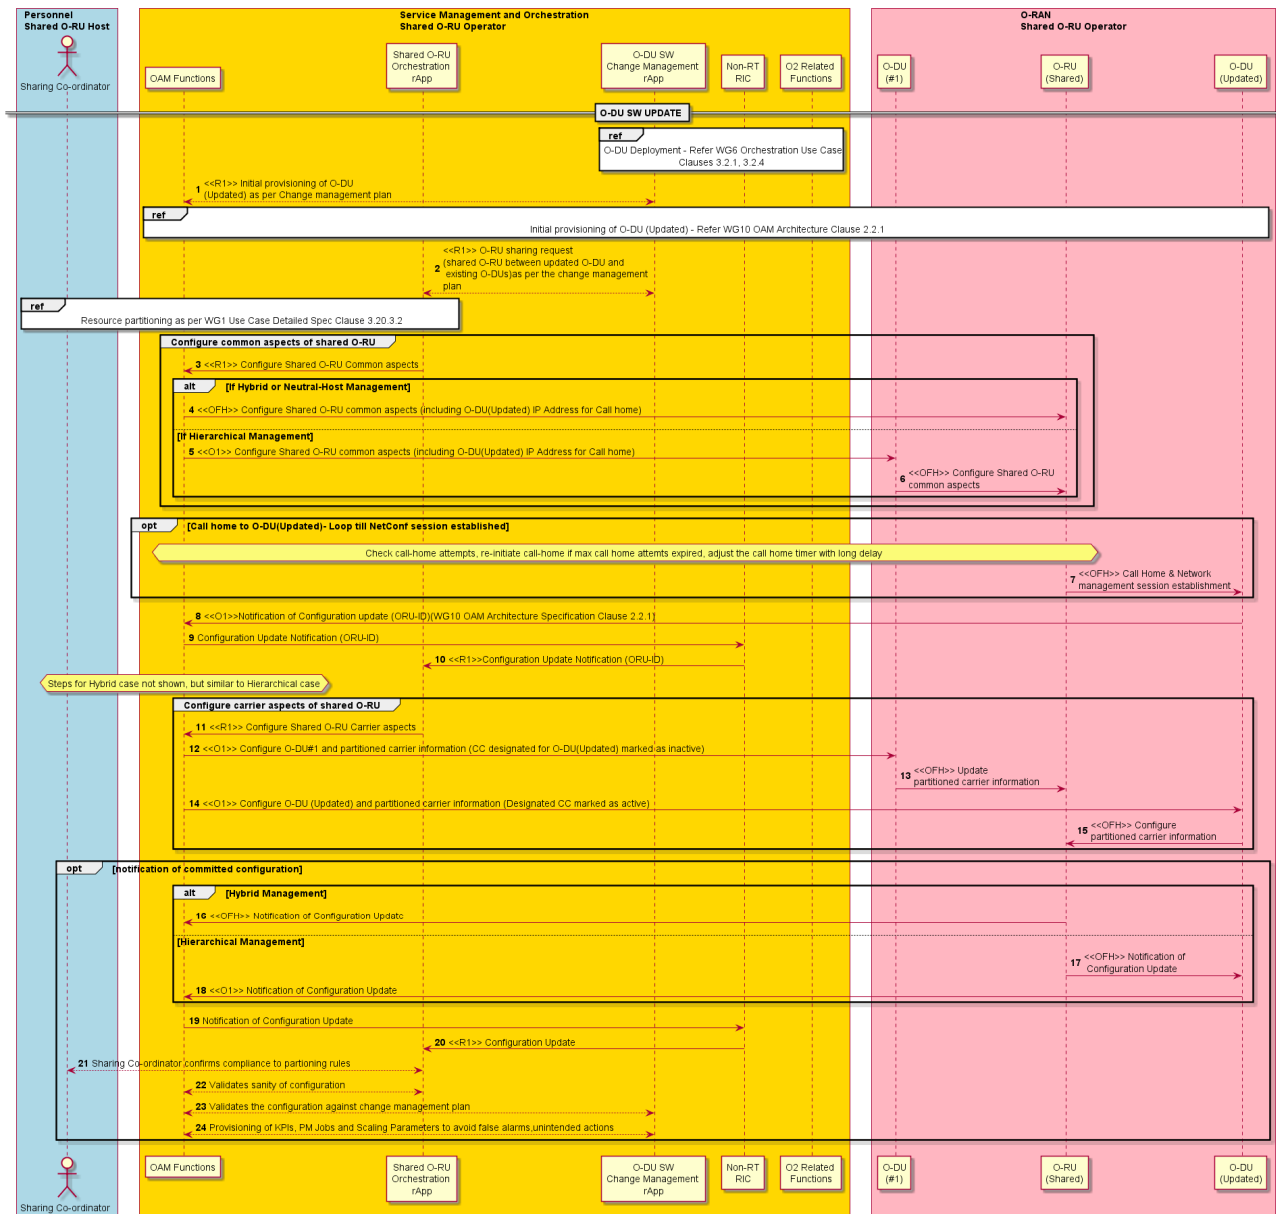 Personnel
Shared O-RU Host
Service Management and Orchestration
Shared O-RU Operator
O-RAN
Shared O-RU Operator
Sharing Co-ordinator
OAM Functions
Shared O-RU
Orchestration
rApp
O-DU SW
Change Management
rApp
Non-RT
RIC
O2 Related
Functions
O-DU
(#1)
O-RU
(Shared)
O-DU
(Updated)
O-DU SW UPDATE
ref
O-DU Deployment - Refer WG6 Orchestration Use Case
Clauses 3.2.1, 3.2.4
1 <<R1>> Initial provisioning of O-DU
(Updated) as per Change management plan
ref
Initial provisioning of O-DU (Updated) - Refer WG10 OAM Architecture Clause 2.2.1
2 <<R1>> O-RU sharing request
(shared O-RU between updated O-DU and
existing O-DUs)as per the change management
plan
ref
Resource partitioning as per WG1 Use Case Detailed Spec Clause 3.20.3.2
Configure common aspects of shared O-RU
3 <<R1>> Configure Shared O-RU Common aspects
alt [If Hybrid or Neutral-Host Management]
4 <<OFH>> Configure Shared O-RU common aspects (including O-DU(Updated) IP Address for Call home)
[If Hierarchical Management]
5 <<O1>> Configure Shared O-RU common aspects (including O-DU(Updated) IP Address for Call home)
6 <<OFH>> Configure Shared O-RU
common aspects
opt [Call home to O-DU(Updated)- Loop till NetConf session established]
Check call-home attempts, re-initiate call-home if max call home attemts expired, adjust the call home timer with long delay
7 <<OFH>> Call Home & Network
management session establishment
8 <<O1>>Notification of Configuration update (ORU-ID)(WG10 OAM Architecture Specification Clause 2.2.1)
9 Configuration Update Notification (ORU-ID)
10 <<R1>>Configuration Update Notification (ORU-ID)
Steps for Hybrid case not shown, but similar to Hierarchical case
Configure carrier aspects of shared O-RU
11 <<R1>> Configure Shared O-RU Carrier aspects
12 <<O1>> Configure O-DU#1 and partitioned carrier information (CC designated for O-DU(Updated) marked as inactive)
13 <<OFH>> Update
partitioned carrier information
14 <<O1>> Configure O-DU (Updated) and partitioned carrier information (Designated CC marked as active)
15 <<OFH>> Configure
partitioned carrier information
opt [notification of committed configuration]
alt [Hybrid Management]
16 <<OFH>> Notification of Configuration Update
[Hierarchical Management]
17 <<OFH>> Notification of
Configuration Update
18 <<O1>> Notification of Configuration Update
19 Notification of Configuration Update
20 <<R1>> Configuration Update
21 Sharing Co-ordinator confirms compliance to partioning rules
22 Validates sanity of configuration
23 Validates the configuration against change management plan
24 Provisioning of KPIs, PM Jobs and Scaling Parameters to avoid false alarms,unintended actions
Sharing Co-ordinator
OAM Functions
Shared O-RU
Orchestration
rApp
O-DU SW
Change Management
rApp
Non-RT
RIC
O2 Related
Functions
O-DU
(#1)
O-RU
(Shared)
O-DU
(Updated)